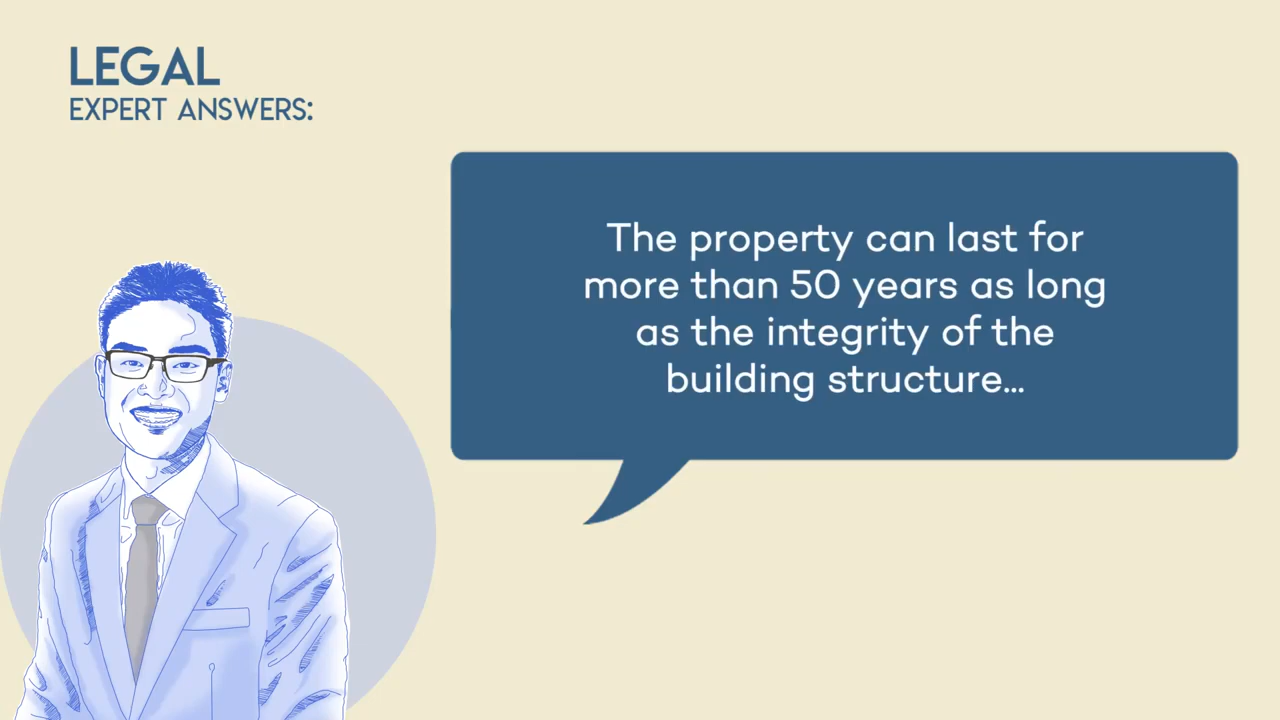 LEGAL
EXPERT ANSWERS:
The property can last for
more than 50 years as long
as the integrity of the
building structure...